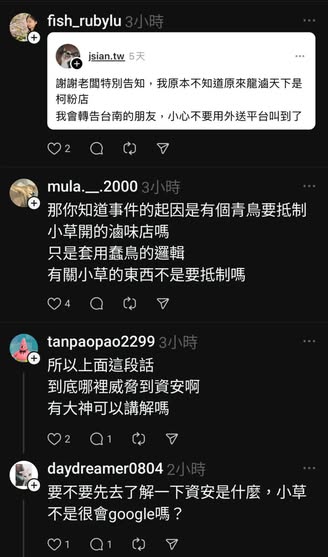 fish_rubylu 3小時
jsian.tw 5天
謝謝老闆特別告知，我原本不知道原來龍滷天下是
柯粉店
我會轉告台南的朋友，小心不要用外送平台叫到了
2
mula.__.2000 3小時
那你知道事件的起因是有個青鳥要抵制
小草開的滷味店嗎
只是套用蠢鳥的邏輯
有關小草的東西不是要抵制嗎
4
tanpaopao2299 3小時
所以上面這段話
到底哪裡威脅到資安啊
有大神可以講解嗎
2 1
daydreamer0804 2小時
要不要先去了解一下資安是什麼，小草
不是很會google嗎？
1 1